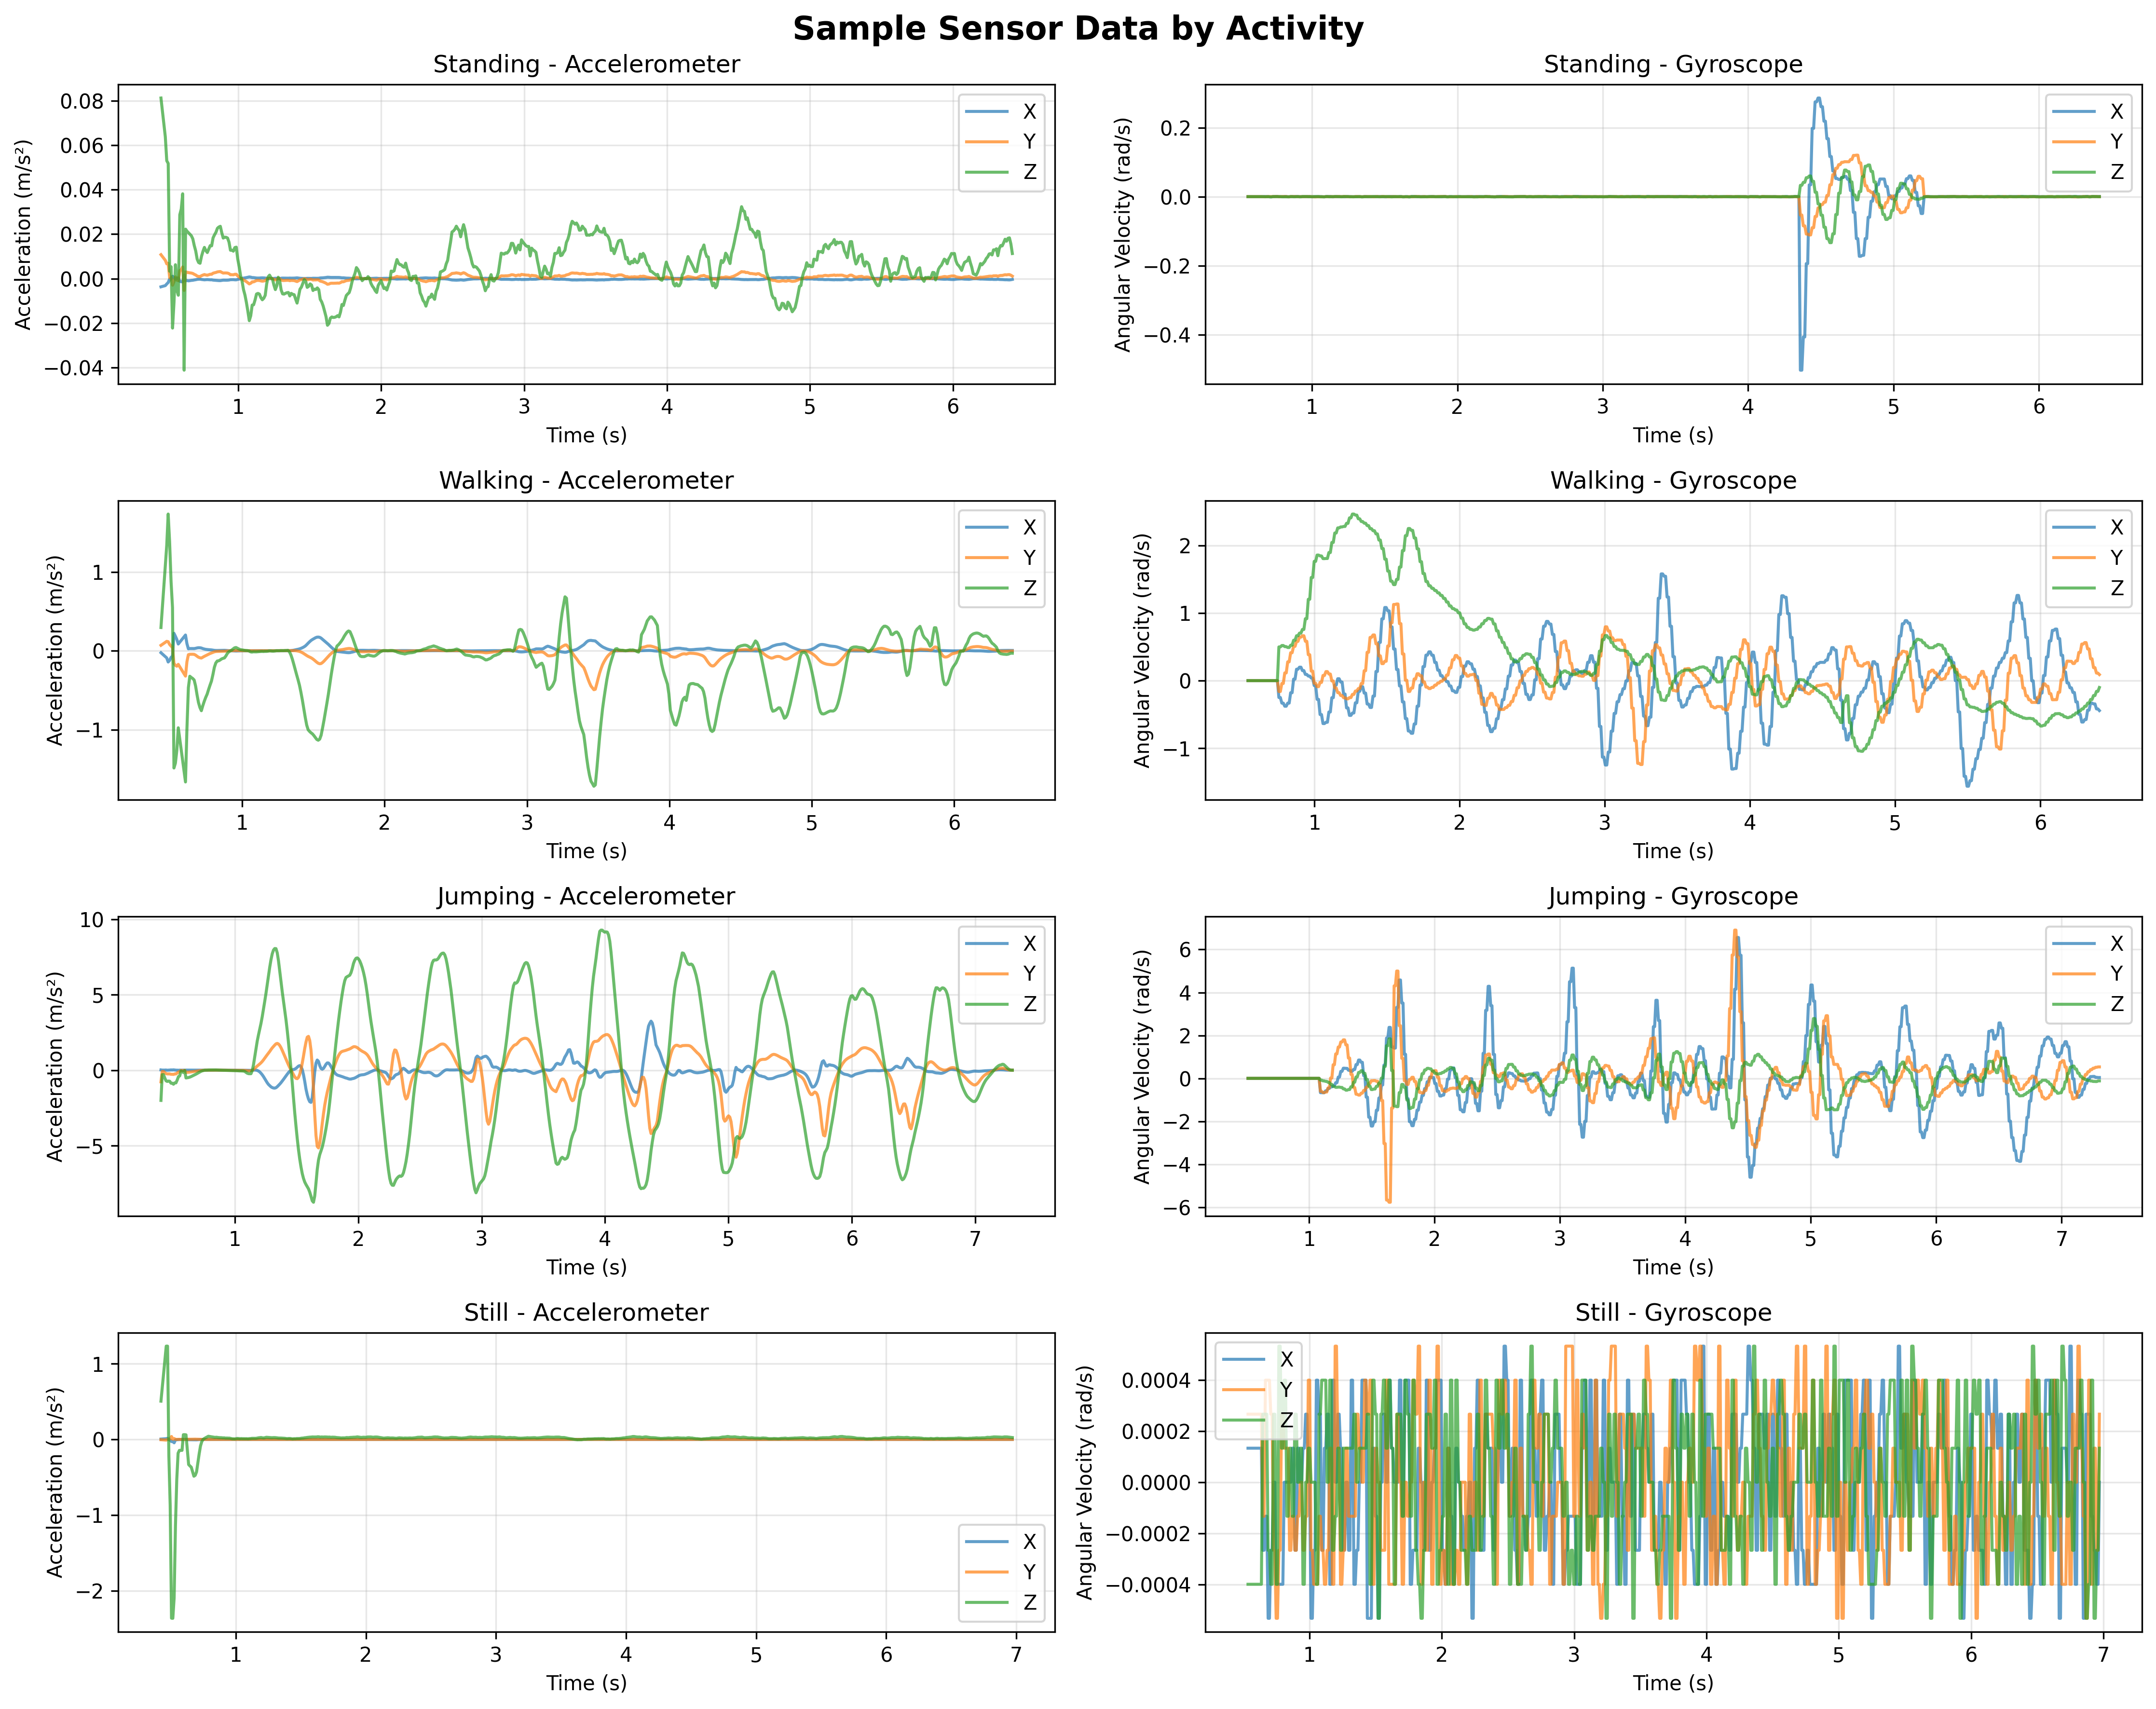 Sample Sensor Data by Activity
Standing - Accelerometer
Acceleration (m/s²)
0.08
0.06
0.04
0.02
0.00
−0.02
−0.04
X
Y
Z
1 2 3 4 5 6
Time (s)
Standing - Gyroscope
Angular Velocity (rad/s)
0.2
0.0
−0.2
−0.4
X
Y
Z
1 2 3 4 5 6
Time (s)
Walking - Accelerometer
Acceleration (m/s²)
1
0
−1
X
Y
Z
1 2 3 4 5 6
Time (s)
Walking - Gyroscope
Angular Velocity (rad/s)
2
1
0
−1
X
Y
Z
1 2 3 4 5 6
Time (s)
Jumping - Accelerometer
Acceleration (m/s²)
10
5
0
−5
X
Y
Z
1 2 3 4 5 6 7
Time (s)
Jumping - Gyroscope
Angular Velocity (rad/s)
6
4
2
0
−2
−4
−6
X
Y
Z
1 2 3 4 5 6 7
Time (s)
Still - Accelerometer
Acceleration (m/s²)
1
0
−1
−2
X
Y
Z
1 2 3 4 5 6 7
Time (s)
Still - Gyroscope
Angular Velocity (rad/s)
0.0004
0.0002
0.0000
−0.0002
−0.0004
X
Y
Z
1 2 3 4 5 6 7
Time (s)